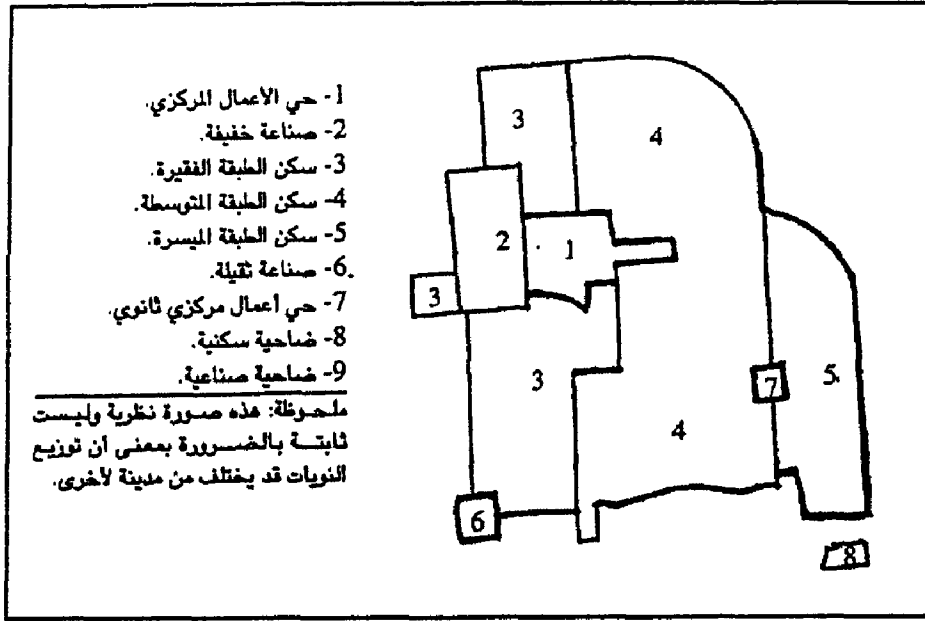 1- حي الأعمال المركزي.
2- صناعة خفيفة.
3- سكن الطبقة الفقيرة.
4- سكن الطبقة المتوسطة.
5- سكن الطبقة الميسرة.
6- صناعة ثقيلة.
7- حي أعمال مركزي ثانوي.
8- ضاحية سكنية.
9- ضاحية صناعية.
ملحوظة: هذه صورة نظرية وليست
ثابتة بالضرورة بمعنى أن توزيع
النويات قد يختلف من مدينة لأخرى.
3
4
2
1
3
3
7
5
4
6
8